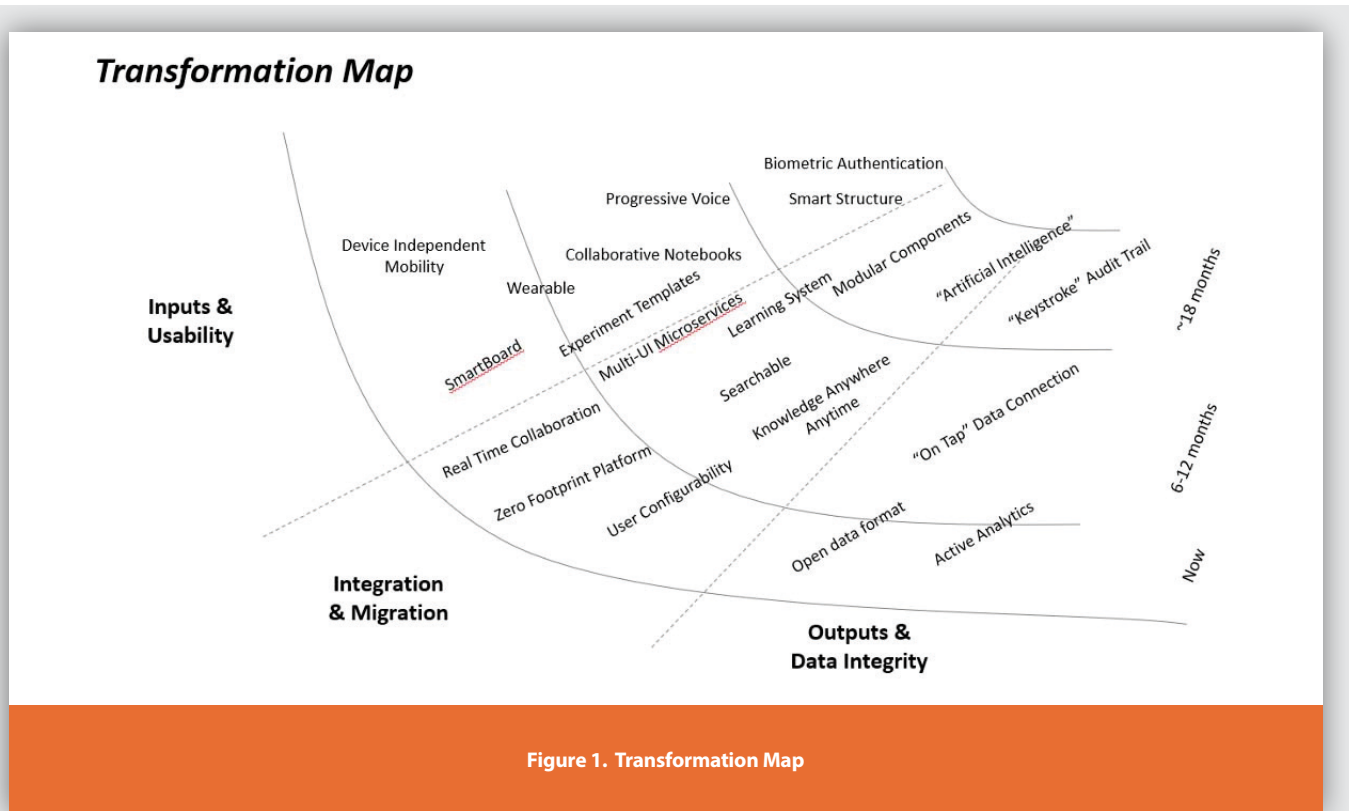 Transformation Map
Biometric Authentication
Progressive Voice
Smart Structure
Device Independent
Mobility
Collaborative Notebooks
Wearable
Inputs &
Usability
SmartBoard
Experiment Templates
Multi-UI Microservices
Learning System
Modular Components
"Artificial Intelligence"
"Keystroke" Audit Trail
~18 months
Real Time Collaboration
Zero Footprint Platform
User Configurability
Searchable
Knowledge Anywhere
Anytime
"On Tap" Data Connection
6-12 months
Open data format
Active Analytics
Now
Integration
& Migration
Outputs &
Data Integrity
Figure 1. Transformation Map